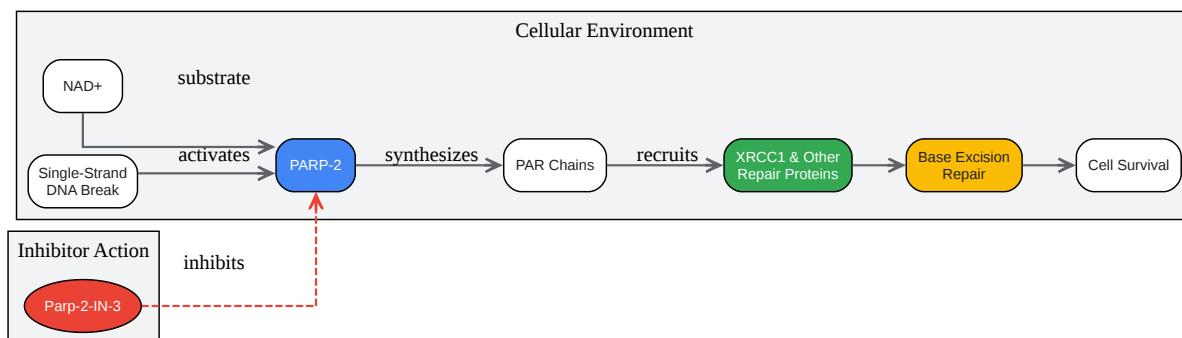 Cellular Environment
NAD+
substrate
activates
Single-Strand
DNA Break
PARP-2
synthesizes
PAR Chains
recruits
XRCC1 & Other
Repair Proteins
Base Excision
Repair
Cell Survival
Inhibitor Action
inhibits
Parp-2-IN-3